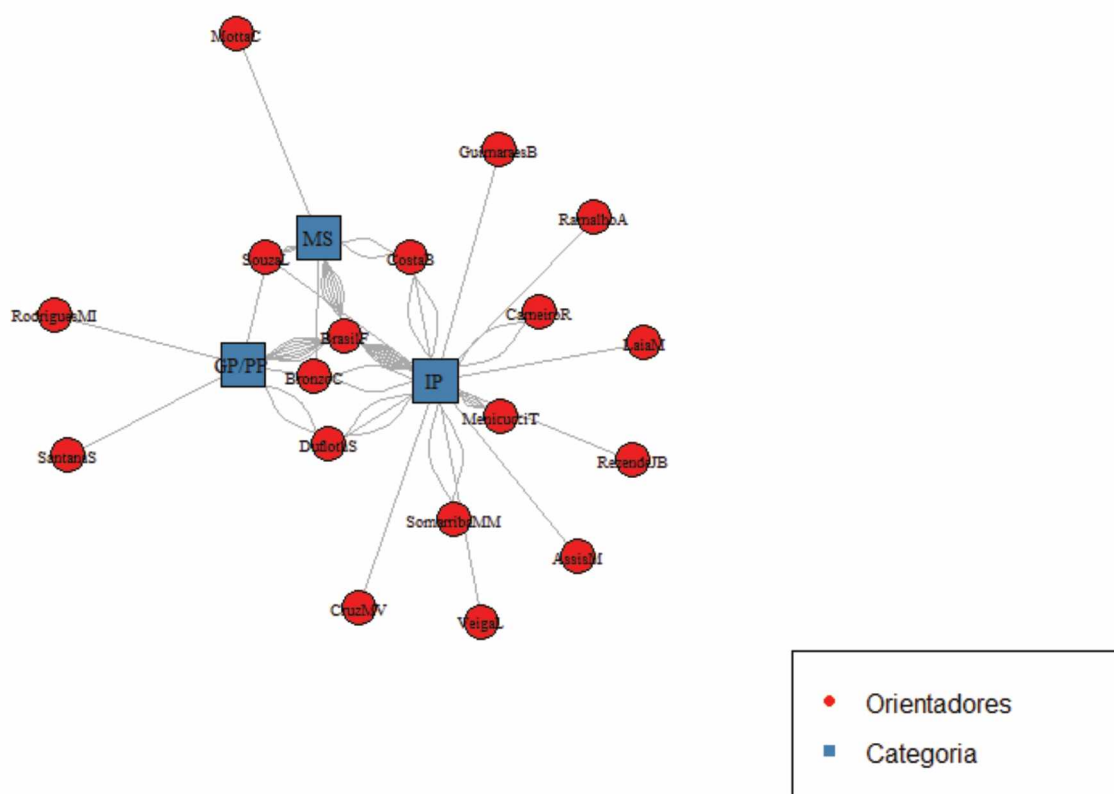 MottaC
GuimaraesB
RamalhoA
MS
SouzaL
CostaB
RodriguesMI
CarneiroR
BrasilF
LaiaM
GP/PP
BronzoC
IP
MenicucciT
DuflothS
SantanaS
RezendeJB
SomarribaMM
AssisM
CruzMV
VeigaL
Orientadores
Categoria